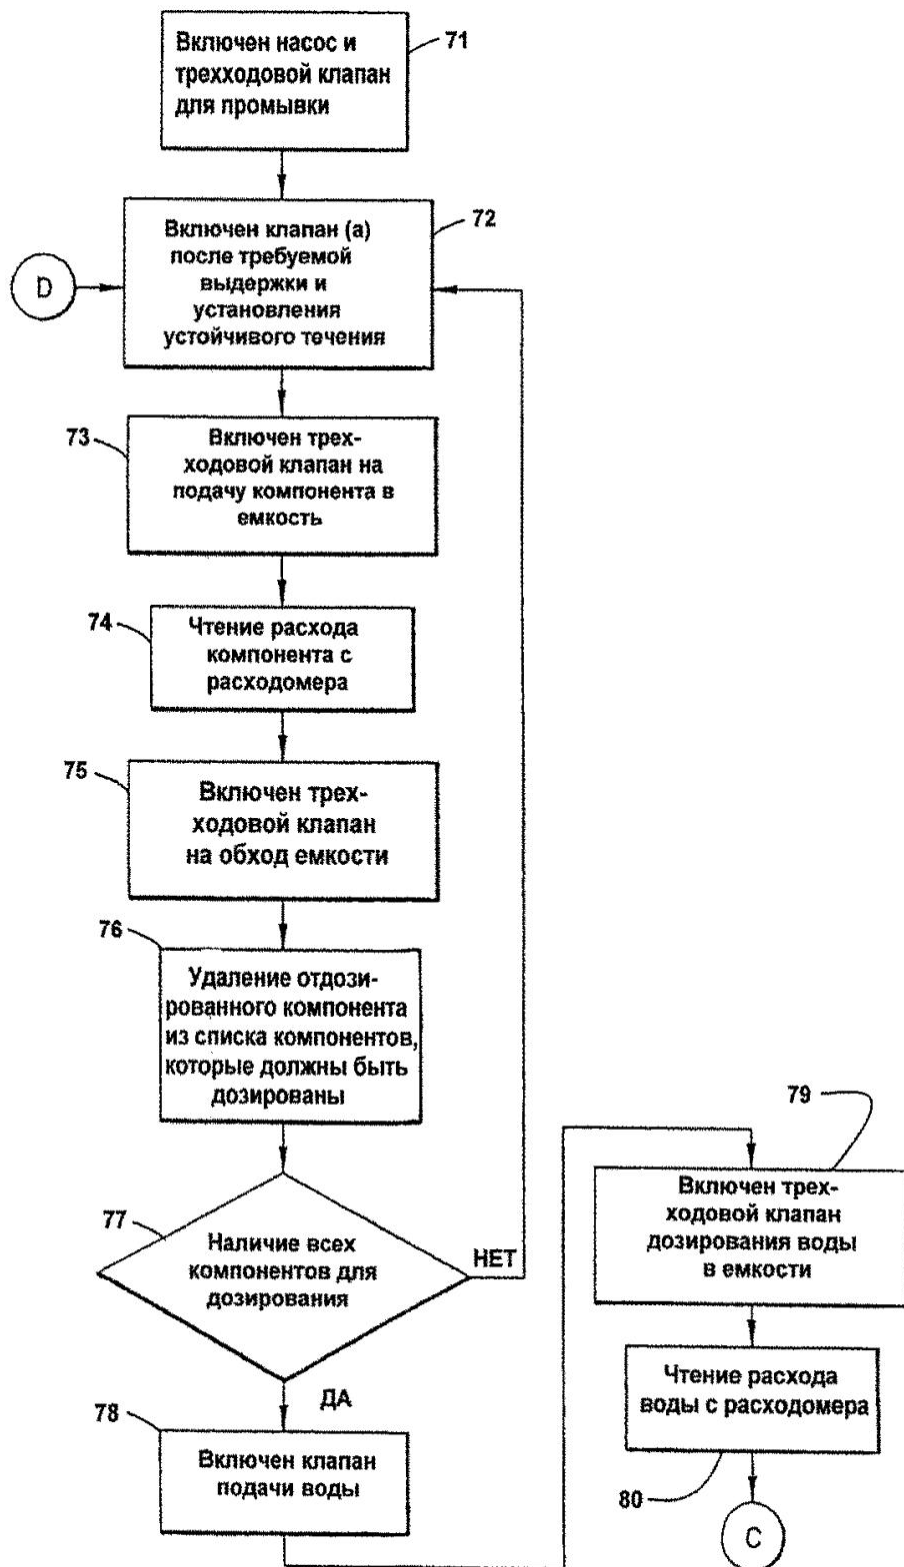 Включен насос и
трехходовой клапан
для промывки
71
Включен клапан (а)
после требуемой
выдержки и
установления
устойчивого течения
72
D
73
Включен трех-
ходовой клапан на
подачу компонента в
емкость
74
Чтение расхода
компонента с
расходомера
75
Включен трех-
ходовой клапан
на обход емкости
76
Удаление отдози-
рованного компонента
из списка компонентов,
которые должны быть
дозированы
77
Наличие всех
компонентов для
дозирования
НЕТ
ДА
78
Включен клапан
подачи воды
79
Включен трех-
ходовой клапан
дозирования воды
в емкости
Чтение расхода
воды с расходомера
80
C